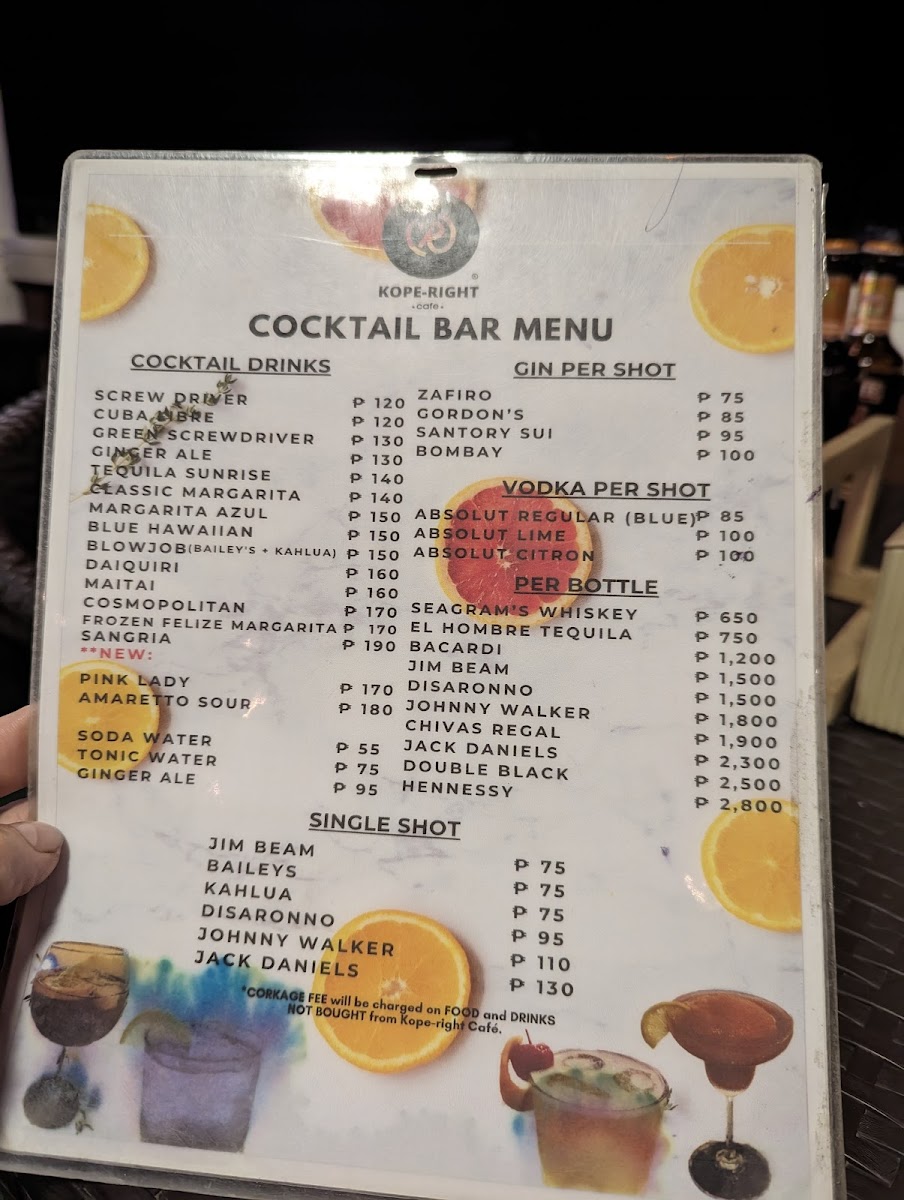 KOPE-RIGHT
®
•cafe•
COCKTAIL BAR MENU
COCKTAIL DRINKS
SCREW DRIVER ₱ 120
CUBA LIBRE ₱ 120
GREEN SCREWDRIVER ₱ 130
GINGER ALE ₱ 130
TEQUILA SUNRISE ₱ 140
CLASSIC MARGARITA ₱ 140
MARGARITA AZUL ₱ 150
BLUE HAWAIIAN ₱ 150
BLOWJOB(BAILEY'S + KAHLUA) ₱ 150
DAIQUIRI ₱ 160
MAITAI ₱ 160
COSMOPOLITAN ₱ 170
FROZEN FELIZE MARGARITA ₱ 170
SANGRIA ₱ 190
**NEW:
PINK LADY ₱ 170
AMARETTO SOUR ₱ 180
SODA WATER ₱ 55
TONIC WATER ₱ 75
GINGER ALE ₱ 95
GIN PER SHOT
ZAFIRO ₱ 75
GORDON'S ₱ 85
SANTORY SUI ₱ 95
BOMBAY ₱ 100
VODKA PER SHOT
ABSOLUT REGULAR (BLUE) ₱ 85
ABSOLUT LIME ₱ 100
ABSOLUT CITRON ₱ 100
PER BOTTLE
SEAGRAM'S WHISKEY ₱ 650
EL HOMBRE TEQUILA ₱ 750
BACARDI ₱ 1,200
JIM BEAM ₱ 1,500
DISARONNO ₱ 1,500
JOHNNY WALKER ₱ 1,800
CHIVAS REGAL ₱ 1,900
JACK DANIELS ₱ 2,300
DOUBLE BLACK ₱ 2,500
HENNESSY ₱ 2,800
SINGLE SHOT
JIM BEAM ₱ 75
BAILEYS ₱ 75
KAHLUA ₱ 75
DISARONNO ₱ 95
JOHNNY WALKER ₱ 110
JACK DANIELS ₱ 130
*CORKAGE FEE will be charged on FOOD and DRINKS
NOT BOUGHT from Kope-right Café.